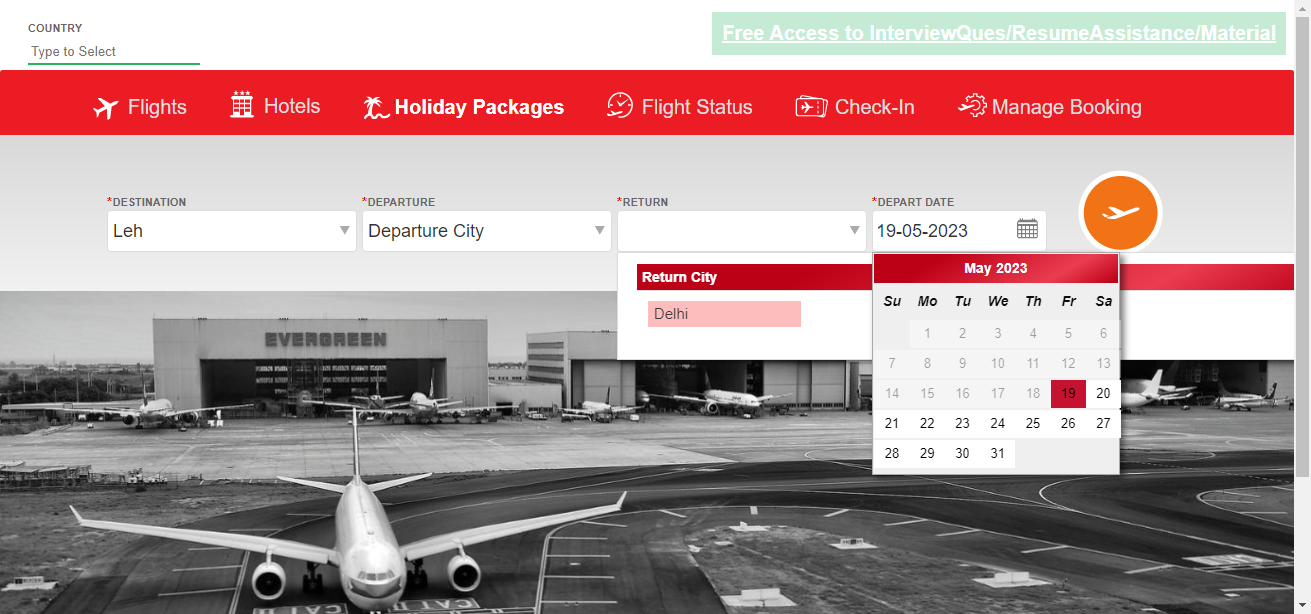 COUNTRY
Type to Select
Free Access to InterviewQues/ResumeAssistance/Material
Flights
Hotels
Holiday Packages
Flight Status
Check-In
Manage Booking
*DESTINATION
*DEPARTURE
*RETURN
*DEPART DATE
Leh
Departure City
19-05-2023
Return City
Delhi
May 2023
Su Mo Tu We Th Fr Sa
1 2 3 4 5 6
7 8 9 10 11 12 13
14 15 16 17 18 19 20
21 22 23 24 25 26 27
28 29 30 31
EVERGREEN